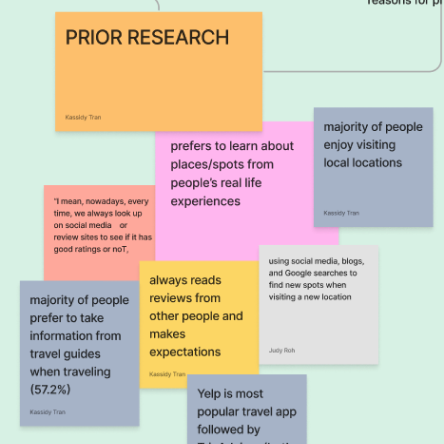 reasons for
PRIOR RESEARCH
Kassidy Tran
prefers to learn about
places/spots from
people's real life
experiences
majority of people
enjoy visiting
local locations
Kassidy Tran
"I mean, nowadays, every
time, we always look up
on social media or
review sites to see if it has
good ratings or noT,
always reads
reviews from
other people and
makes
expectations
Kassidy Tran
using social media, blogs,
and Google searches to
find new spots when
visiting a new location
Judy Roh
majority of people
prefer to take
information from
travel guides
when traveling
(57.2%)
Kassidy Tran
Yelp is most
popular travel app
followed by